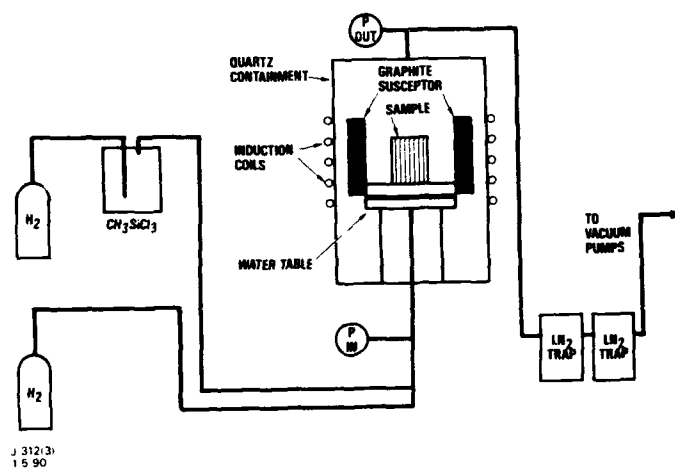 P
OUT
QUARTZ
CONTAINMENT
GRAPHITE
SUSCEPTOR
SAMPLE
INDUCTION
COILS
H2
CH3SiCl3
WATER TABLE
TO
VACUUM
PUMPS
P
IN
LN2
TRAP
LN2
TRAP
H2
J 312(3)
1 5 90